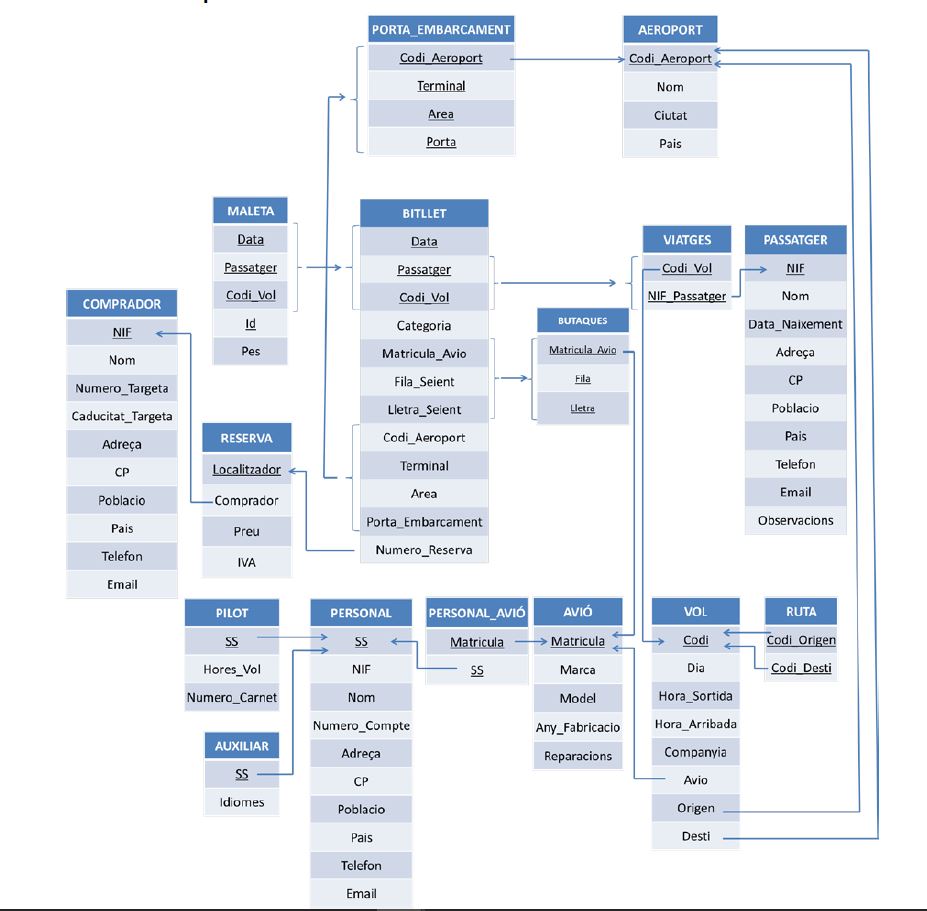 PORTA_EMBARCAMENT
Codi_Aeroport
Terminal
Area
Porta
AEROPORT
Codi_Aeroport
Nom
Ciutat
Pais
MALETA
Data
Passatger
Codi_Vol
Id
Pes
BITLLET
Data
Passatger
Codi_Vol
Categoria
Matricula_Avio
Fila_Seient
Lletra_Seient
Codi_Aeroport
Terminal
Area
Porta_Embarcament
Numero_Reserva
VIATGES
Codi_Vol
NIF_Passatger
PASSATGER
NIF
Nom
Data_Naixement
Adreça
CP
Poblacio
Pais
Telefon
Email
Observacions
COMPRADOR
NIF
Nom
Numero_Targeta
Caducitat_Targeta
Adreça
CP
Poblacio
Pais
Telefon
Email
BUTAQUES
Matricula_Avio
Fila
Lletra
RESERVA
Localitzador
Comprador
Preu
IVA
PILOT
SS
Hores_Vol
Numero_Carnet
PERSONAL
SS
NIF
Nom
Numero_Compte
Adreça
CP
Poblacio
Pais
Telefon
Email
PERSONAL_AVIÓ
Matricula
SS
AVIÓ
Matricula
Marca
Model
Any_Fabricacio
Reparacions
VOL
Codi
Dia
Hora_Sortida
Hora_Arribada
Companyia
Avio
Origen
Desti
RUTA
Codi_Origen
Codi_Desti
AUXILIAR
SS
Idiomes